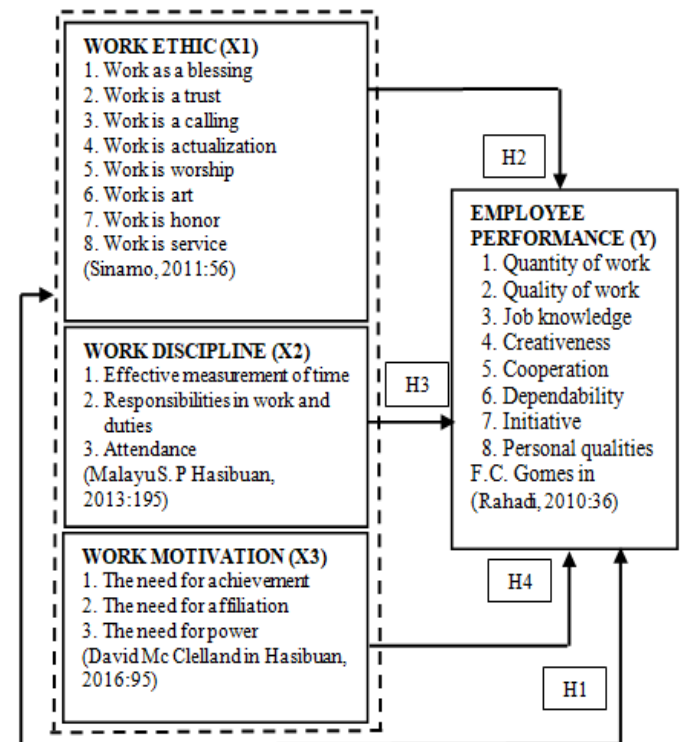 WORK ETHIC (X1)
1. Work as a blessing
2. Work is a trust
3. Work is a calling
4. Work is actualization
5. Work is worship
6. Work is art
7. Work is honor
8. Work is service
(Sinamo, 2011:56)
WORK DISCIPLINE (X2)
1. Effective measurement of time
2. Responsibilities in work and
duties
3. Attendance
(Malayu S. P Hasibuan,
2013:195)
WORK MOTIVATION (X3)
1. The need for achievement
2. The need for affiliation
3. The need for power
(David Mc Clelland in Hasibuan,
2016:95)
H2
H3
EMPLOYEE
PERFORMANCE (Y)
1. Quantity of work
2. Quality of work
3. Job knowledge
4. Creativeness
5. Cooperation
6. Dependability
7. Initiative
8. Personal qualities
F.C. Gomes in
(Rahadi, 2010:36)
H4
H1